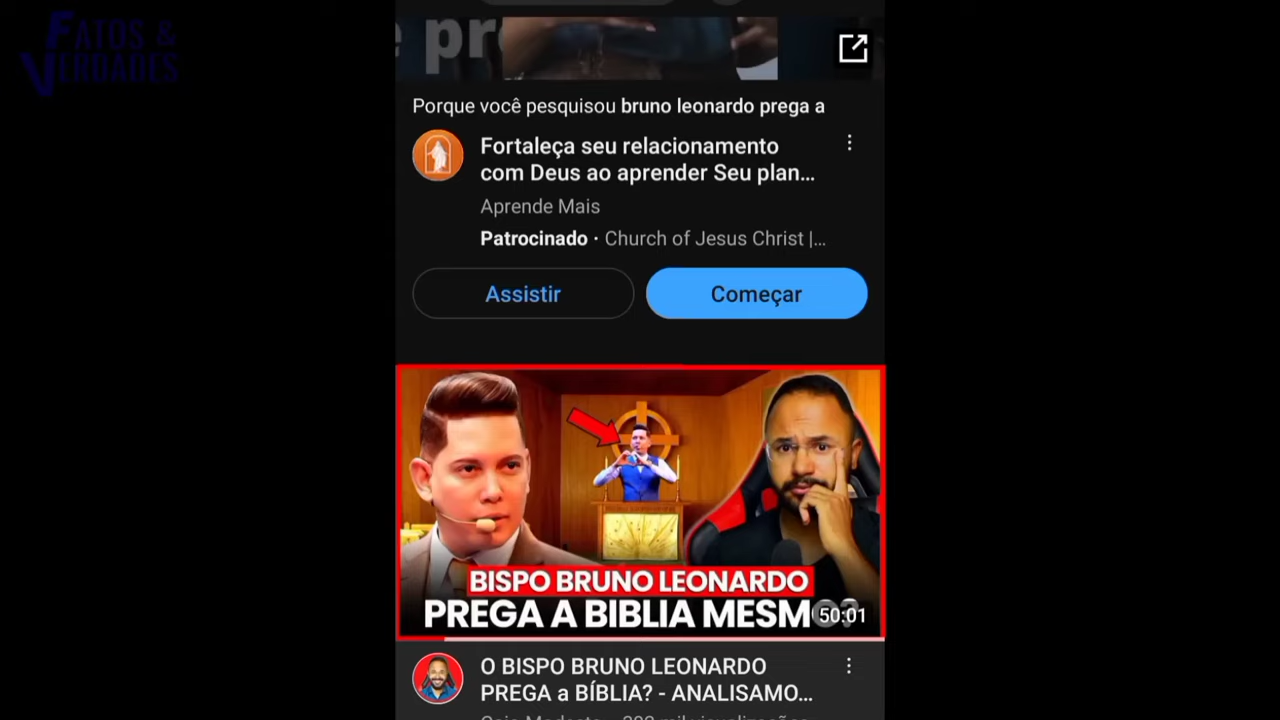 FATOS &
VERDADES
e pr
Porque você pesquisou bruno leonardo prega a
Fortaleça seu relacionamento
com Deus ao aprender Seu plan...
Aprende Mais
Patrocinado · Church of Jesus Christ |...
Assistir
Começar
BISPO BRUNO LEONARDO
PREGA A BIBLIA MESMO?
50:01
O BISPO BRUNO LEONARDO
PREGA a BÍBLIA? - ANALISAMO...